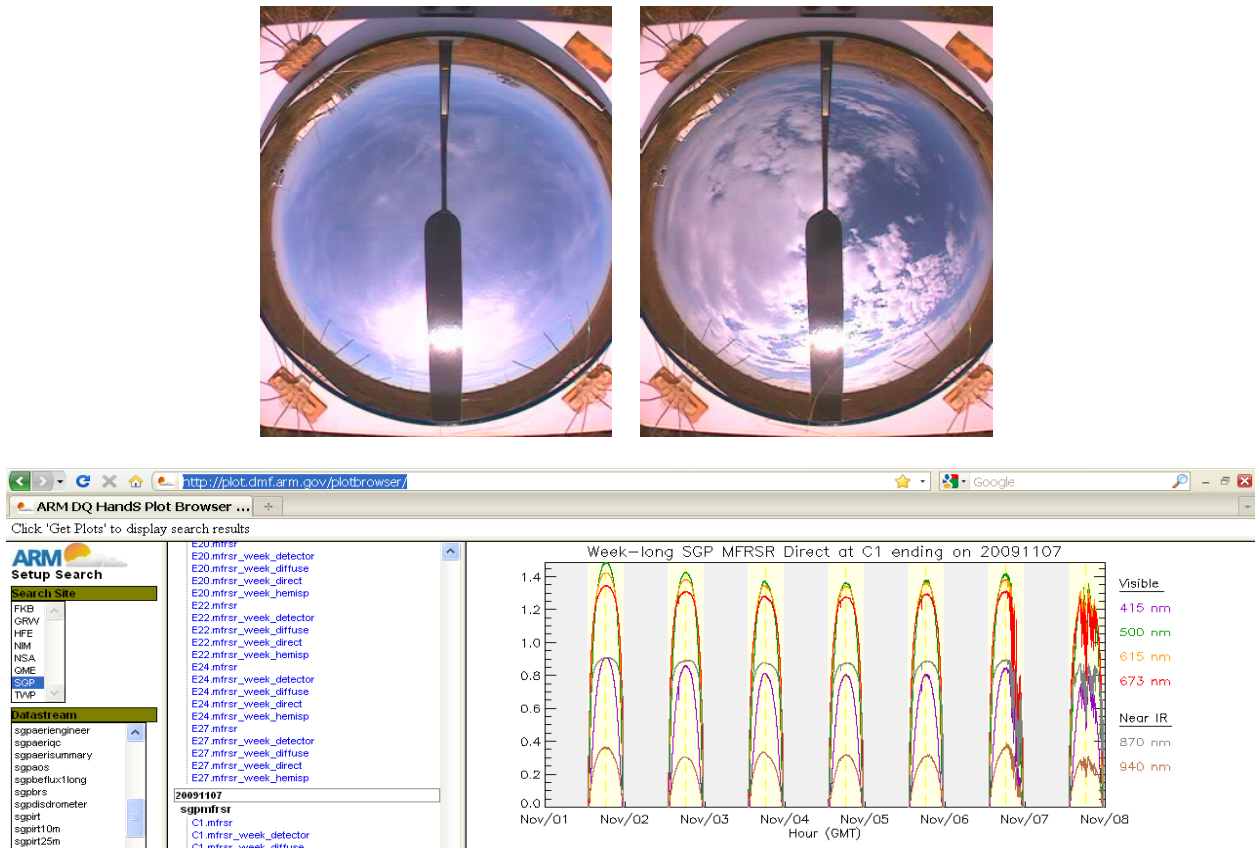 http://plot.dmf.arm.gov/plotbrowser/
Google
ARM DQ HandS Plot Browser ...
Click 'Get Plots' to display search results
ARM
Setup Search
Search Site
FKB
GRW
HFE
NIM
NSA
QME
SGP
TWP
Datastream
sgpaeriengineer
sgpaeriqc
sgpaerisummary
sgpaos
sgpbeflux1long
sgpbrs
sgpdisdrometer
sgpirt
sgpirt10m
sgpirt25m
E20.mfrsr
E20.mfrsr_week_detector
E20.mfrsr_week_diffuse
E20.mfrsr_week_direct
E20.mfrsr_week_hemisp
E22.mfrsr
E22.mfrsr_week_detector
E22.mfrsr_week_diffuse
E22.mfrsr_week_direct
E22.mfrsr_week_hemisp
E24.mfrsr
E24.mfrsr_week_detector
E24.mfrsr_week_diffuse
E24.mfrsr_week_direct
E24.mfrsr_week_hemisp
E27.mfrsr
E27.mfrsr_week_detector
E27.mfrsr_week_diffuse
E27.mfrsr_week_direct
E27.mfrsr_week_hemisp
20091107
sgpmfrsr
C1.mfrsr
C1.mfrsr_week_detector
C1.mfrsr_week_diffuse
Week-long SGP MFRSR Direct at C1 ending on 20091107
1.4
1.2
1.0
0.8
0.6
0.4
0.2
0.0
Nov/01 Nov/02 Nov/03 Nov/04 Nov/05 Nov/06 Nov/07 Nov/08
Hour (GMT)
Visible
415 nm
500 nm
615 nm
673 nm
Near IR
870 nm
940 nm